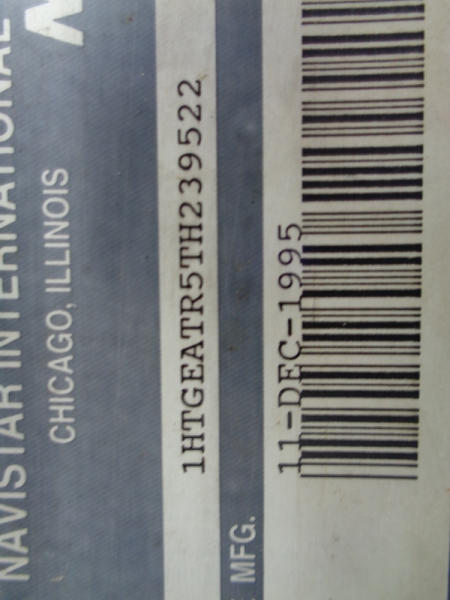 NAVISTAR INTERNATIONAL
CHICAGO, ILLINOIS
1HTGEATR5TH239522
MFG.
11-DEC-1995